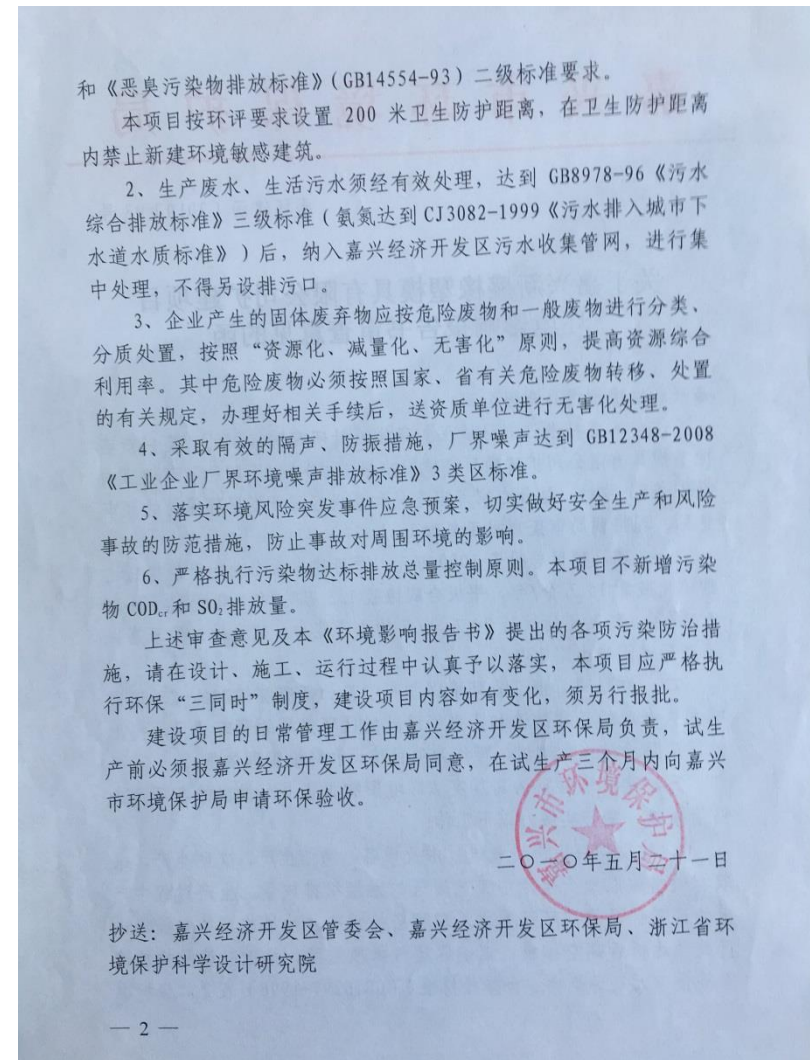 和《恶臭污染物排放标准》（GB14554-93）二级标准要求。
本项目按环评要求设置 200 米卫生防护距离，在卫生防护距离
内禁止新建环境敏感建筑。
2、生产废水、生活污水须经有效处理，达到 GB8978-96《污水
综合排放标准》三级标准（氨氮达到 CJ3082-1999《污水排入城市下
水道水质标准》）后，纳入嘉兴经济开发区污水收集管网，进行集
中处理，不得另设排污口。
3、企业产生的固体废弃物应按危险废物和一般废物进行分类、
分质处置，按照“资源化、减量化、无害化”原则，提高资源综合
利用率。其中危险废物必须按照国家、省有关危险废物转移、处置
的有关规定，办理好相关手续后，送资质单位进行无害化处理。
4、采取有效的隔声、防振措施，厂界噪声达到 GB12348-2008
《工业企业厂界环境噪声排放标准》3 类区标准。
5、落实环境风险突发事件应急预案，切实做好安全生产和风险
事故的防范措施，防止事故对周围环境的影响。
6、严格执行污染物达标排放总量控制原则。本项目不新增污染
物 CODcr 和 SO₂ 排放量。
上述审查意见及本《环境影响报告书》提出的各项污染防治措
施，请在设计、施工、运行过程中认真予以落实，本项目应严格执
行环保“三同时”制度，建设项目内容如有变化，须另行报批。
建设项目的日常管理工作由嘉兴经济开发区环保局负责，试生
产前必须报嘉兴经济开发区环保局同意，在试生产三个月内向嘉兴
市环境保护局申请环保验收。
嘉兴市环境保护局
二〇一〇年五月二十一日
抄送：嘉兴经济开发区管委会、嘉兴经济开发区环保局、浙江省环
境保护科学设计研究院
— 2 —